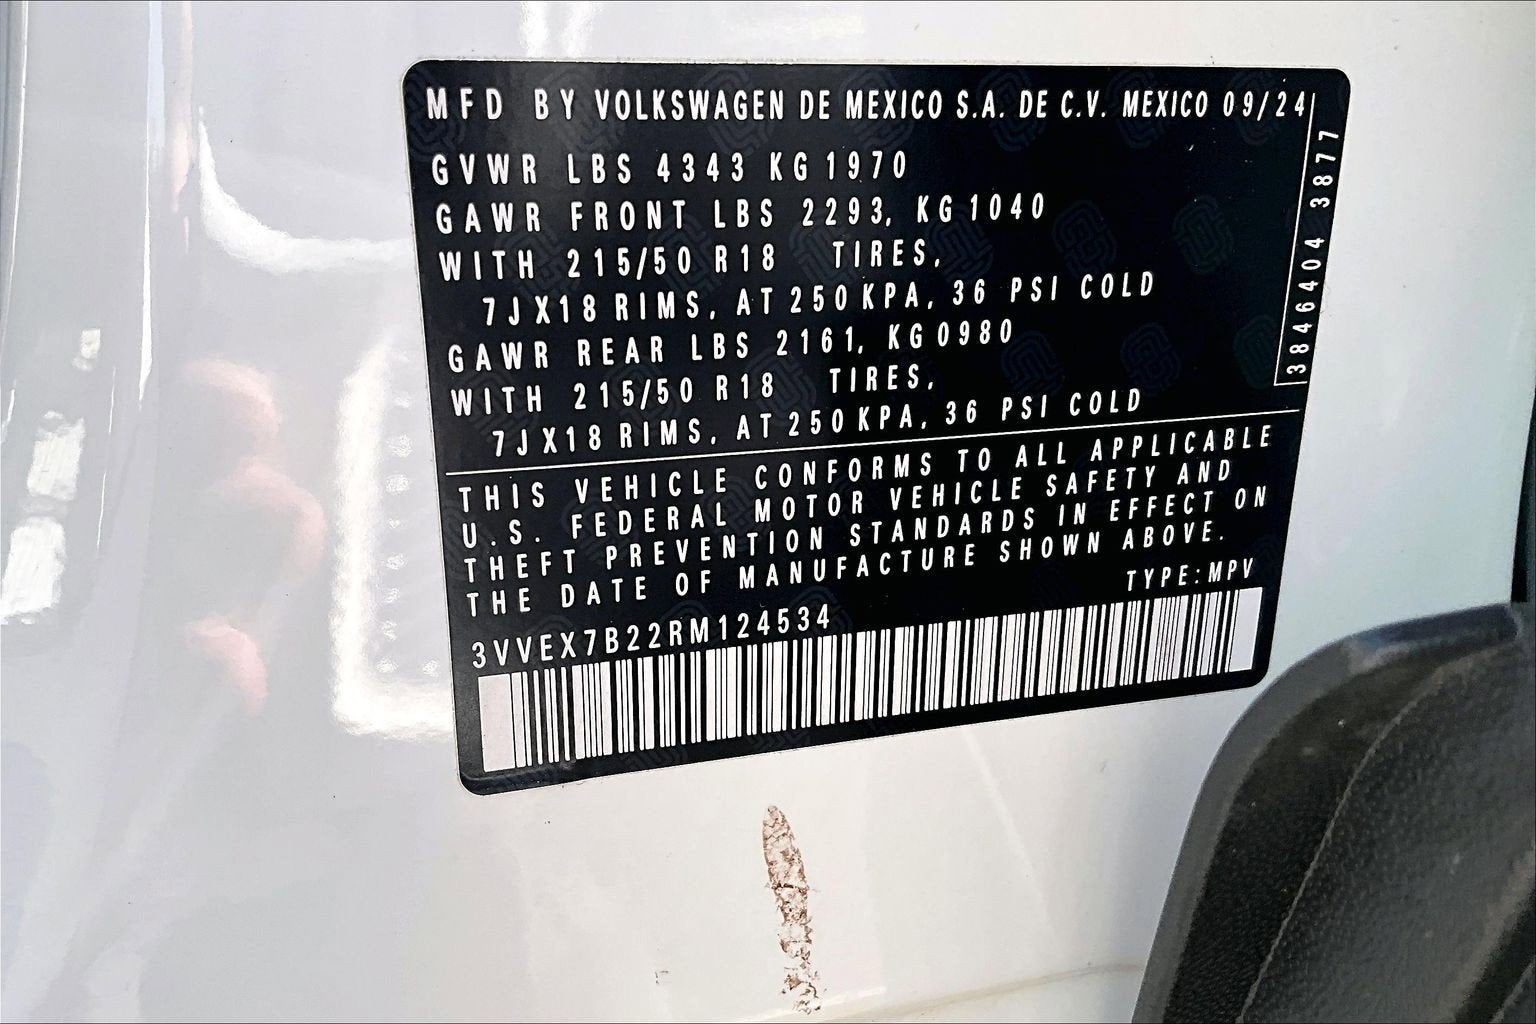 MFD BY VOLKSWAGEN DE MEXICO S.A. DE C.V. MEXICO 09/24
GVWR LBS 4343 KG 1970
GAWR FRONT LBS 2293, KG 1040
WITH 215/50 R18 TIRES,
7JX18 RIMS, AT 250 KPA, 36 PSI COLD
GAWR REAR LBS 2161, KG 0980
WITH 215/50 R18 TIRES,
7JX18 RIMS, AT 250 KPA, 36 PSI COLD
3846404 3877
THIS VEHICLE CONFORMS TO ALL APPLICABLE
U.S. FEDERAL MOTOR VEHICLE SAFETY AND
THEFT PREVENTION STANDARDS IN EFFECT ON
THE DATE OF MANUFACTURE SHOWN ABOVE.
TYPE:MPV
3VVEX7B22RM124534